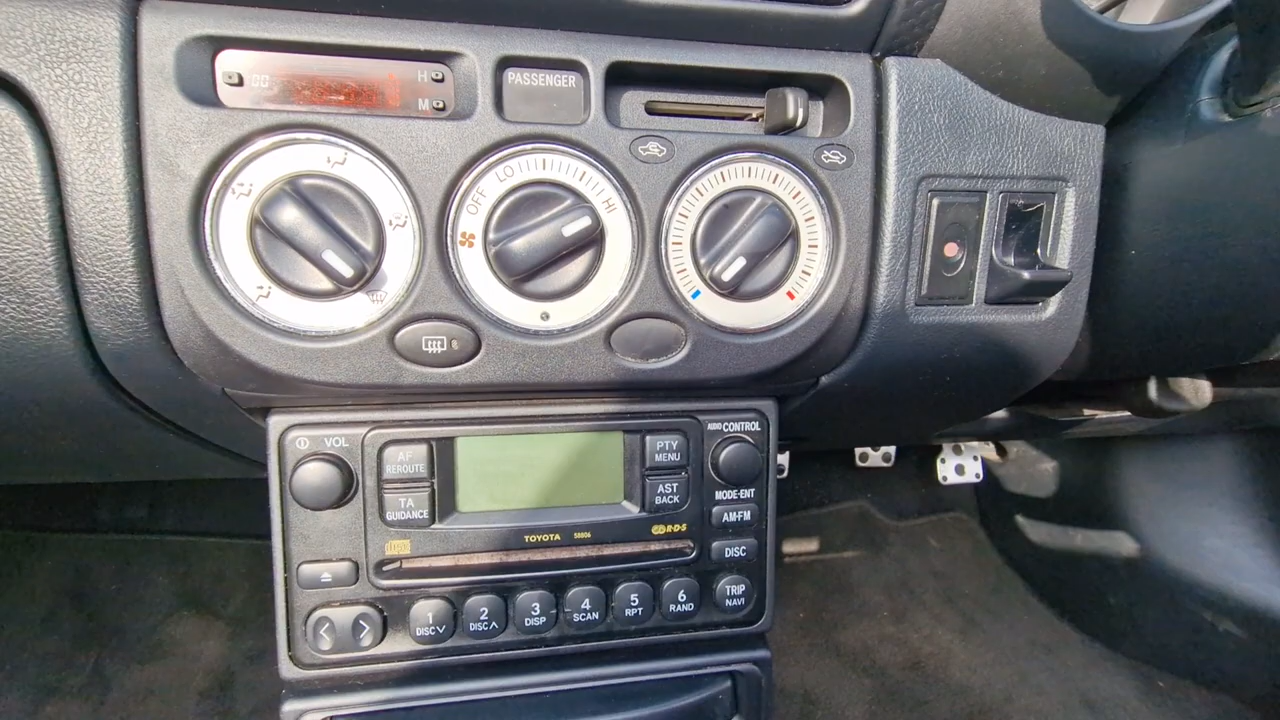 H
M
PASSENGER
OFF
LO
HI
VOL
AF
REROUTE
TA
GUIDANCE
PTY
MENU
AST
BACK
AUDIO CONTROL
MODE·ENT
AM·FM
DISC
TRIP
NAVI
TOYOTA
58806
R·D·S
1
DISC
2
DISC
3
DISP
4
SCAN
5
RPT
6
RAND